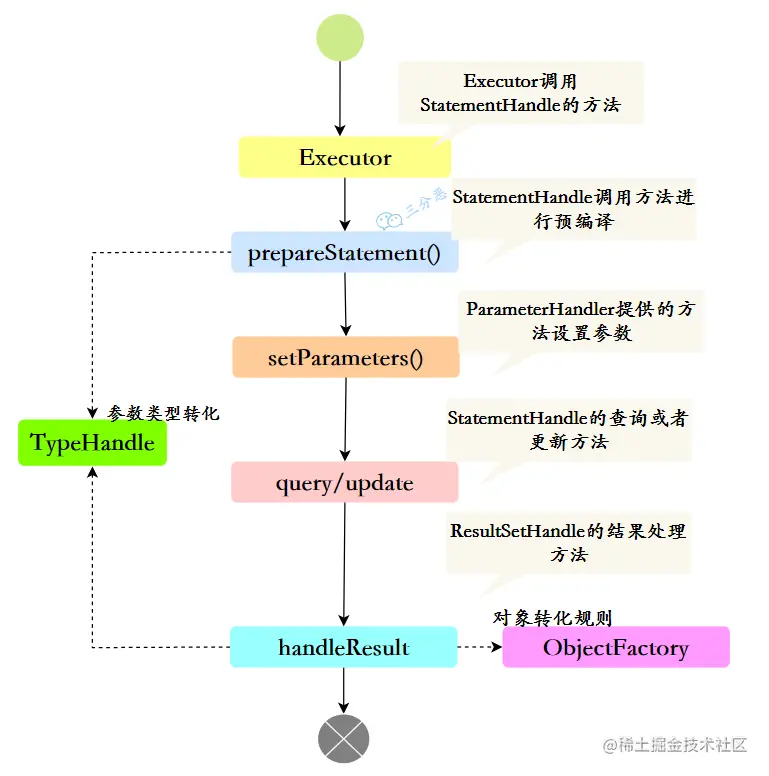 Executor调用
StatementHandle的方法
Executor
三分恶
StatementHandle调用方法进
行预编译
prepareStatement()
ParameterHandler提供的方
法设置参数
setParameters()
参数类型转化
TypeHandle
StatementHandle的查询或者
更新方法
query/update
ResultSetHandle的结果处理
方法
对象转化规则
handleResult
ObjectFactory
@稀土掘金技术社区